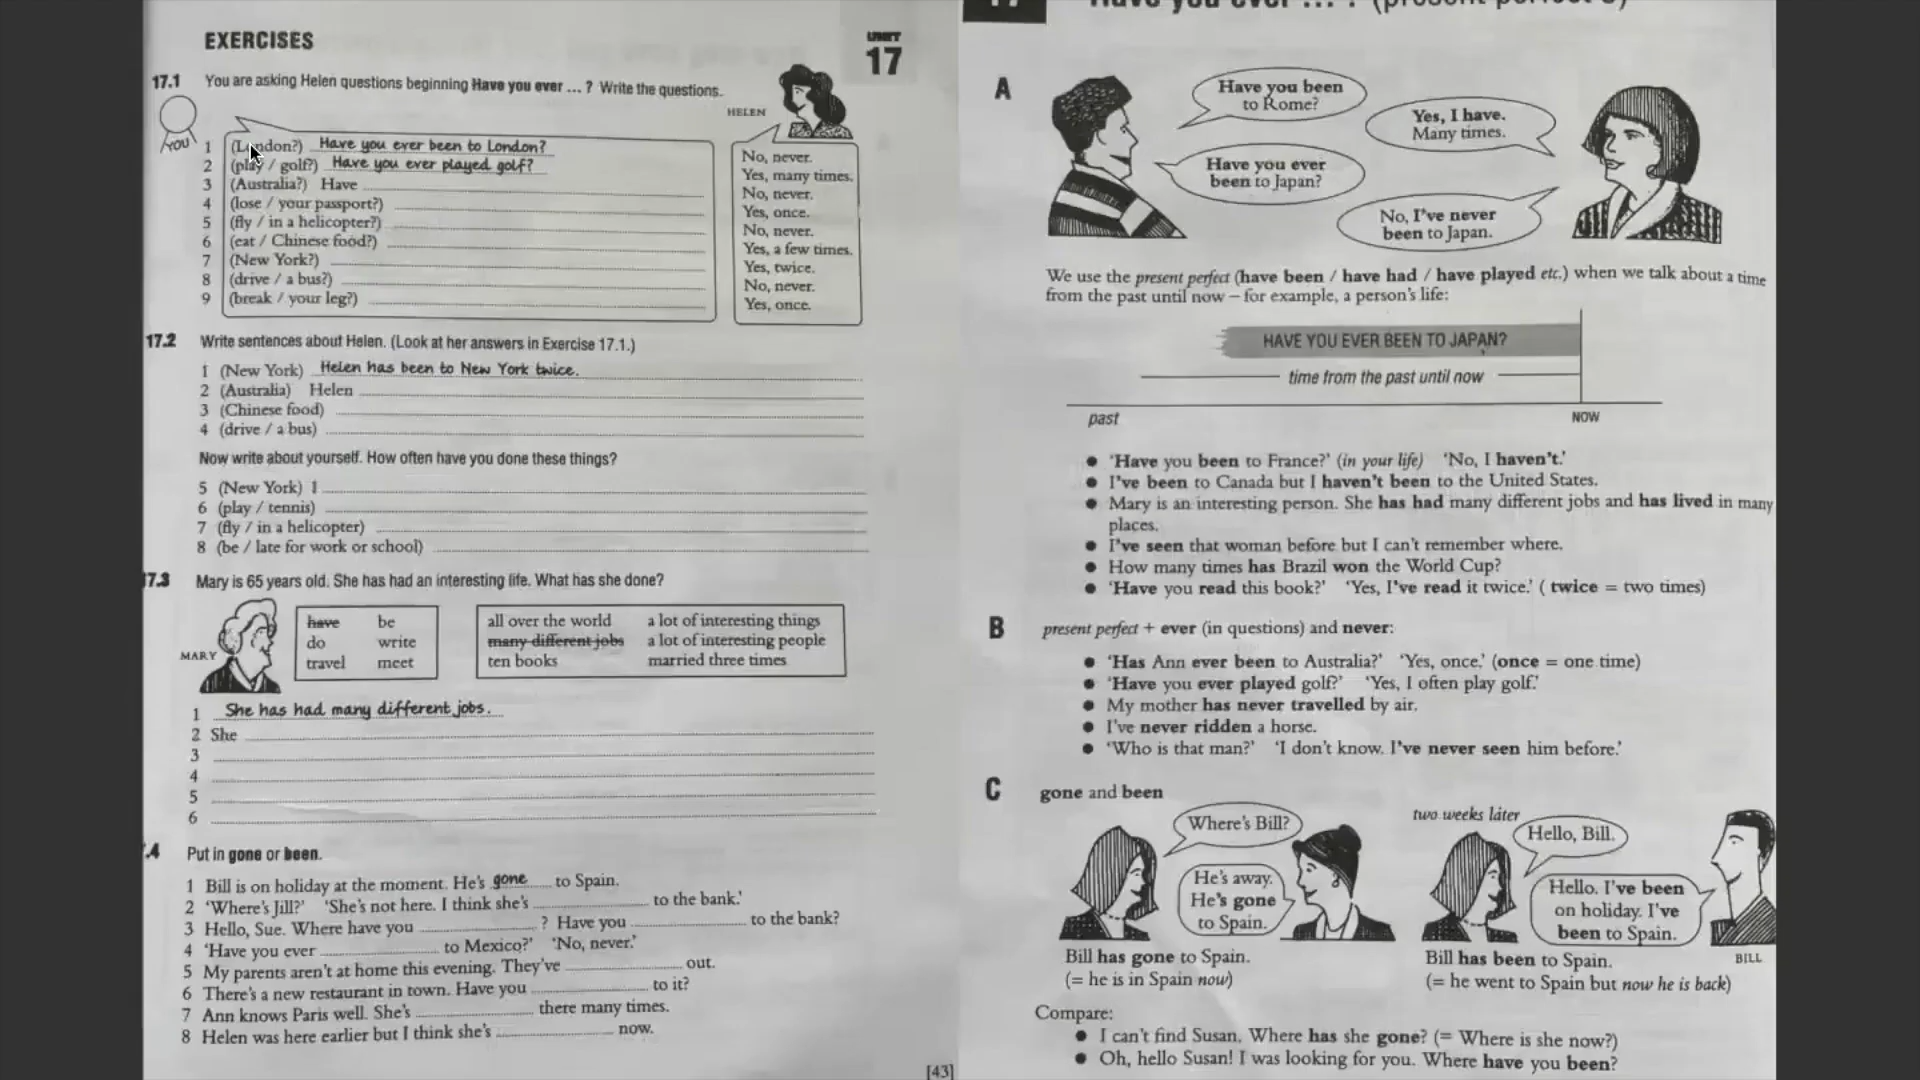 EXERCISES
UNIT
17
17.1 You are asking Helen questions beginning Have you ever ... ? Write the questions.
HELEN
YOU
1 (London?) Have you ever been to London?
2 (play / golf?) Have you ever played golf?
3 (Australia?) Have
4 (lose / your passport?)
5 (fly / in a helicopter?)
6 (eat / Chinese food?)
7 (New York?)
8 (drive / a bus?)
9 (break / your leg?)
No, never.
Yes, many times.
No, never.
Yes, once.
No, never.
Yes, a few times.
Yes, twice.
No, never.
Yes, once.
17.2 Write sentences about Helen. (Look at her answers in Exercise 17.1.)
1 (New York) Helen has been to New York twice.
2 (Australia) Helen
3 (Chinese food)
4 (drive / a bus)
Now write about yourself. How often have you done these things?
5 (New York) I
6 (play / tennis)
7 (fly / in a helicopter)
8 (be / late for work or school)
17.3 Mary is 65 years old. She has had an interesting life. What has she done?
MARY
have be
do write
travel meet
all over the world a lot of interesting things
many different jobs a lot of interesting people
ten books married three times
1 She has had many different jobs.
2 She
3
4
5
6
.4 Put in gone or been.
1 Bill is on holiday at the moment. He's gone to Spain.
2 'Where's Jill?' 'She's not here. I think she's to the bank.'
3 Hello, Sue. Where have you ? Have you to the bank?
4 'Have you ever to Mexico?' 'No, never.'
5 My parents aren't at home this evening. They've out.
6 There's a new restaurant in town. Have you to it?
7 Ann knows Paris well. She's there many times.
8 Helen was here earlier but I think she's now.
[43]
17 Have you ever ... ? (present perfect 3)
A
Have you been
to Rome?
Yes, I have.
Many times.
Have you ever
been to Japan?
No, I've never
been to Japan.
We use the present perfect (have been / have had / have played etc.) when we talk about a time
from the past until now – for example, a person's life:
HAVE YOU EVER BEEN TO JAPAN?
time from the past until now
past NOW
● 'Have you been to France?' (in your life) 'No, I haven't.'
● I've been to Canada but I haven't been to the United States.
● Mary is an interesting person. She has had many different jobs and has lived in many
places.
● I've seen that woman before but I can't remember where.
● How many times has Brazil won the World Cup?
● 'Have you read this book?' 'Yes, I've read it twice.' ( twice = two times)
B present perfect + ever (in questions) and never:
● 'Has Ann ever been to Australia?' 'Yes, once.' (once = one time)
● 'Have you ever played golf?' 'Yes, I often play golf.'
● My mother has never travelled by air.
● I've never ridden a horse.
● 'Who is that man?' 'I don't know. I've never seen him before.'
C gone and been
Where's Bill?
He's away.
He's gone
to Spain.
Bill has gone to Spain.
(= he is in Spain now)
two weeks later
Hello, Bill.
Hello. I've been
on holiday. I've
been to Spain.
BILL
Bill has been to Spain.
(= he went to Spain but now he is back)
Compare:
● I can't find Susan. Where has she gone? (= Where is she now?)
● Oh, hello Susan! I was looking for you. Where have you been?